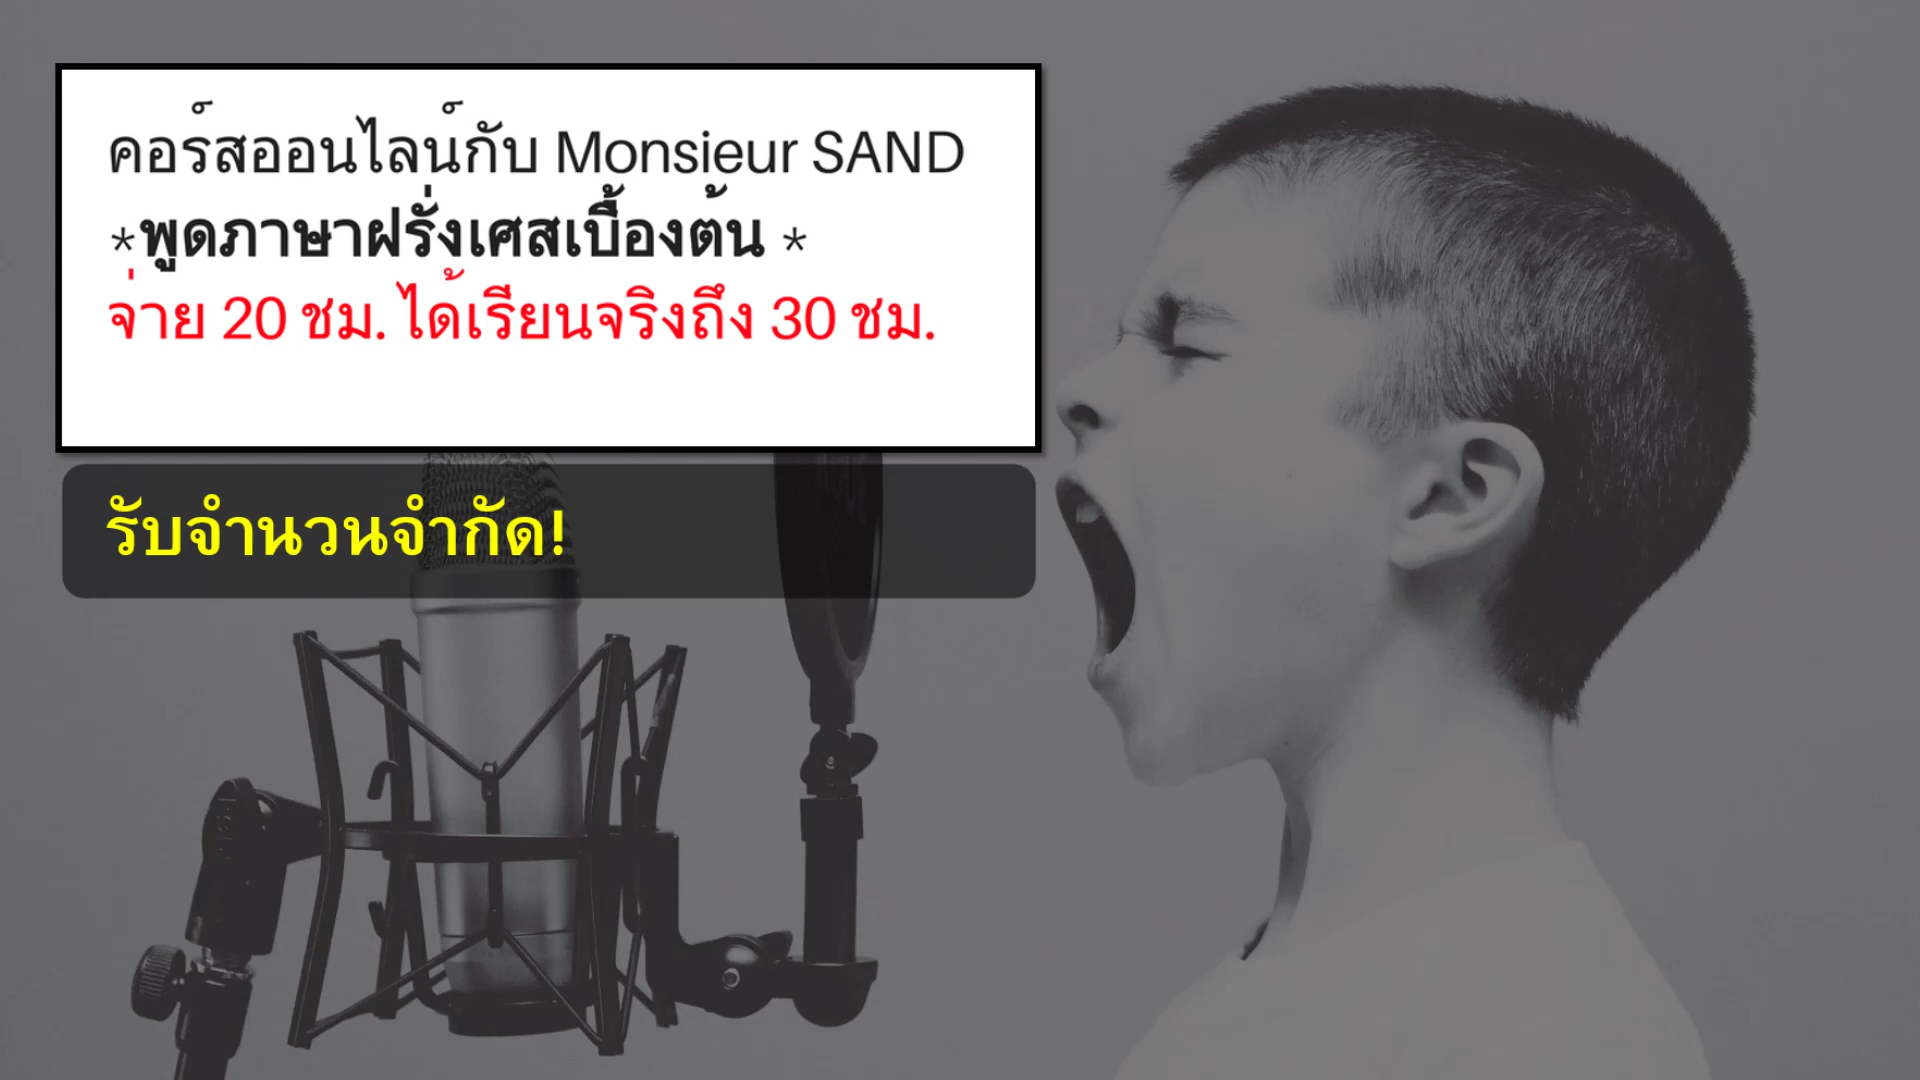 คอร์สออนไลน์กับ Monsieur SAND
*พูดภาษาฝรั่งเศสเบื้องต้น *
จ่าย 20 ชม. ได้เรียนจริงถึง 30 ชม.
รับจำนวนจำกัด!